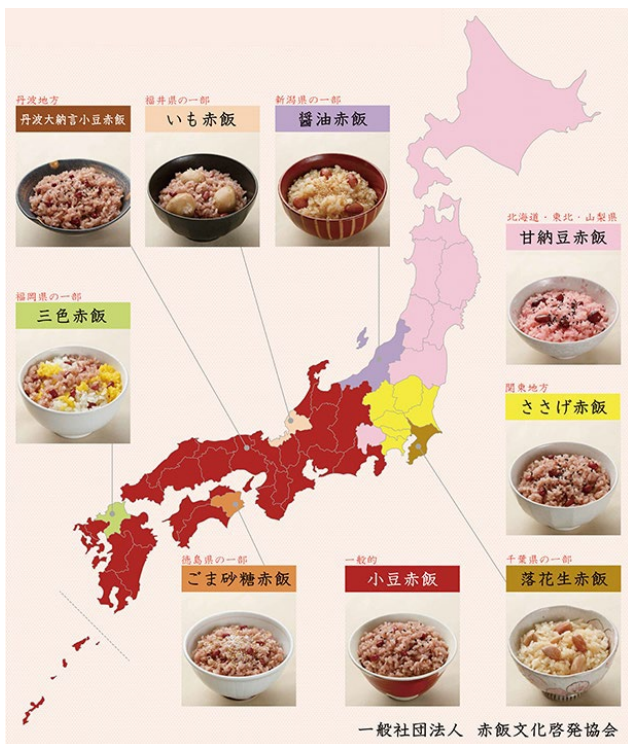 丹波地方
丹波大納言小豆赤飯
福井県の一部
いも赤飯
新潟県の一部
醤油赤飯
北海道・東北・山梨県
甘納豆赤飯
福岡県の一部
三色赤飯
関東地方
ささげ赤飯
徳島県の一部
ごま砂糖赤飯
一般的
小豆赤飯
千葉県の一部
落花生赤飯
一般社団法人 赤飯文化啓発協会